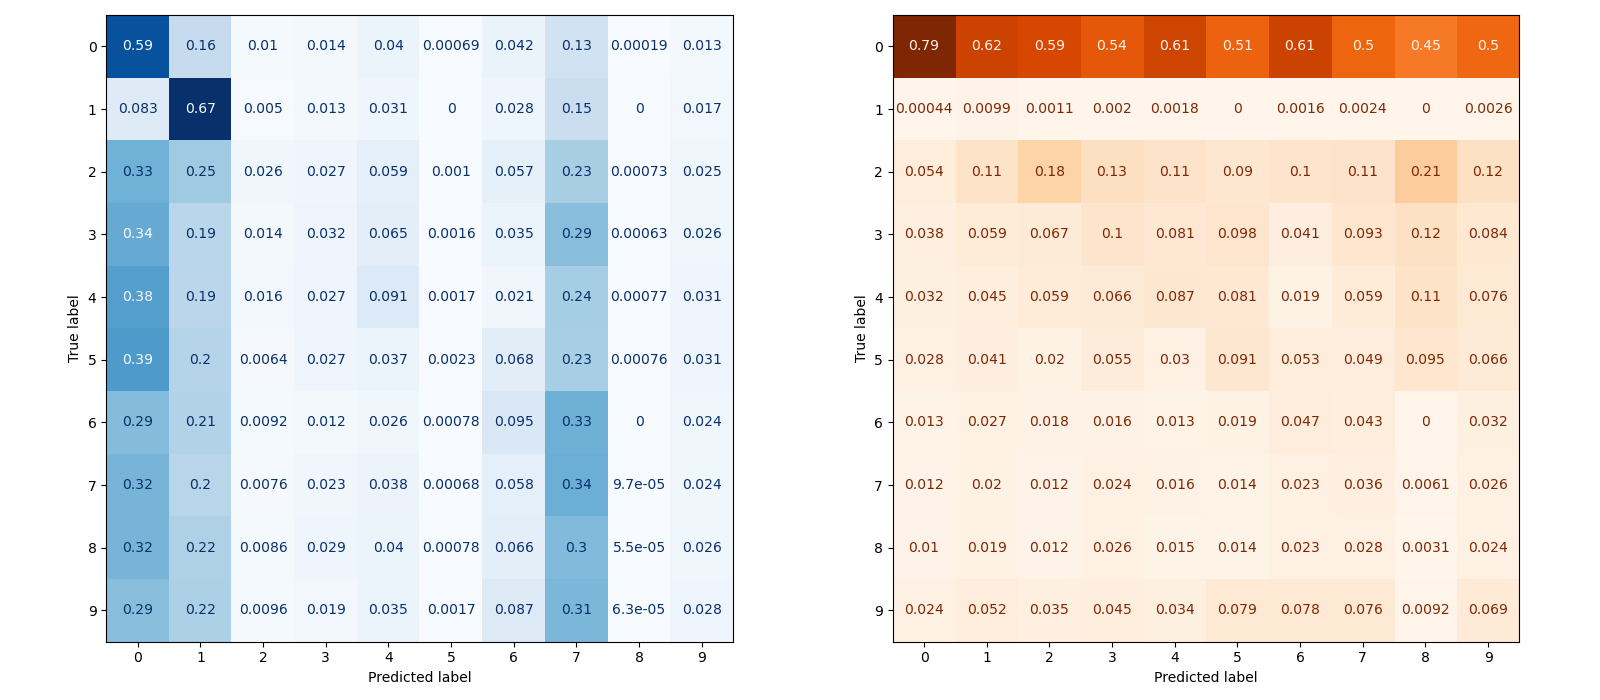 0 0.59 0.16 0.01 0.014 0.04 0.00069 0.042 0.13 0.00019 0.013
1 0.083 0.67 0.005 0.013 0.031 0 0.028 0.15 0 0.017
2 0.33 0.25 0.026 0.027 0.059 0.001 0.057 0.23 0.00073 0.025
3 0.34 0.19 0.014 0.032 0.065 0.0016 0.035 0.29 0.00063 0.026
4 0.38 0.19 0.016 0.027 0.091 0.0017 0.021 0.24 0.00077 0.031
5 0.39 0.2 0.0064 0.027 0.037 0.0023 0.068 0.23 0.00076 0.031
6 0.29 0.21 0.0092 0.012 0.026 0.00078 0.095 0.33 0 0.024
7 0.32 0.2 0.0076 0.023 0.038 0.00068 0.058 0.34 9.7e-05 0.024
8 0.32 0.22 0.0086 0.029 0.04 0.00078 0.066 0.3 5.5e-05 0.026
9 0.29 0.22 0.0096 0.019 0.035 0.0017 0.087 0.31 6.3e-05 0.028
0 1 2 3 4 5 6 7 8 9
Predicted label
True label
0 0.79 0.62 0.59 0.54 0.61 0.51 0.61 0.5 0.45 0.5
1 0.00044 0.0099 0.0011 0.002 0.0018 0 0.0016 0.0024 0 0.0026
2 0.054 0.11 0.18 0.13 0.11 0.09 0.1 0.11 0.21 0.12
3 0.038 0.059 0.067 0.1 0.081 0.098 0.041 0.093 0.12 0.084
4 0.032 0.045 0.059 0.066 0.087 0.081 0.019 0.059 0.11 0.076
5 0.028 0.041 0.02 0.055 0.03 0.091 0.053 0.049 0.095 0.066
6 0.013 0.027 0.018 0.016 0.013 0.019 0.047 0.043 0 0.032
7 0.012 0.02 0.012 0.024 0.016 0.014 0.023 0.036 0.0061 0.026
8 0.01 0.019 0.012 0.026 0.015 0.014 0.023 0.028 0.0031 0.024
9 0.024 0.052 0.035 0.045 0.034 0.079 0.078 0.076 0.0092 0.069
0 1 2 3 4 5 6 7 8 9
Predicted label
True label